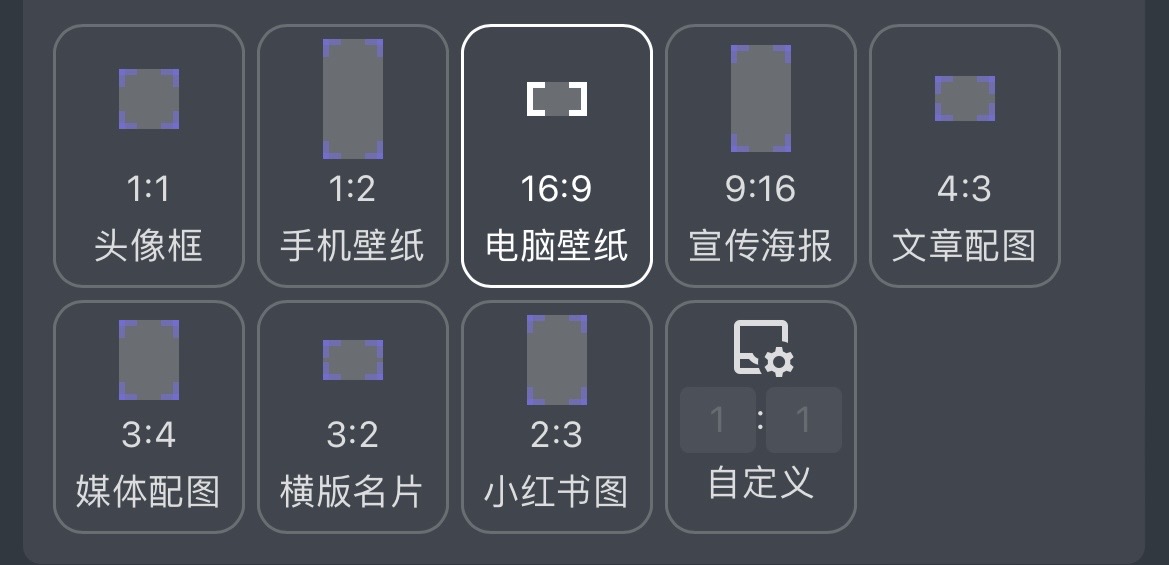 1:1
头像框
1:2
手机壁纸
16:9
电脑壁纸
9:16
宣传海报
4:3
文章配图
3:4
媒体配图
3:2
横版名片
2:3
小红书图
1 : 1
自定义